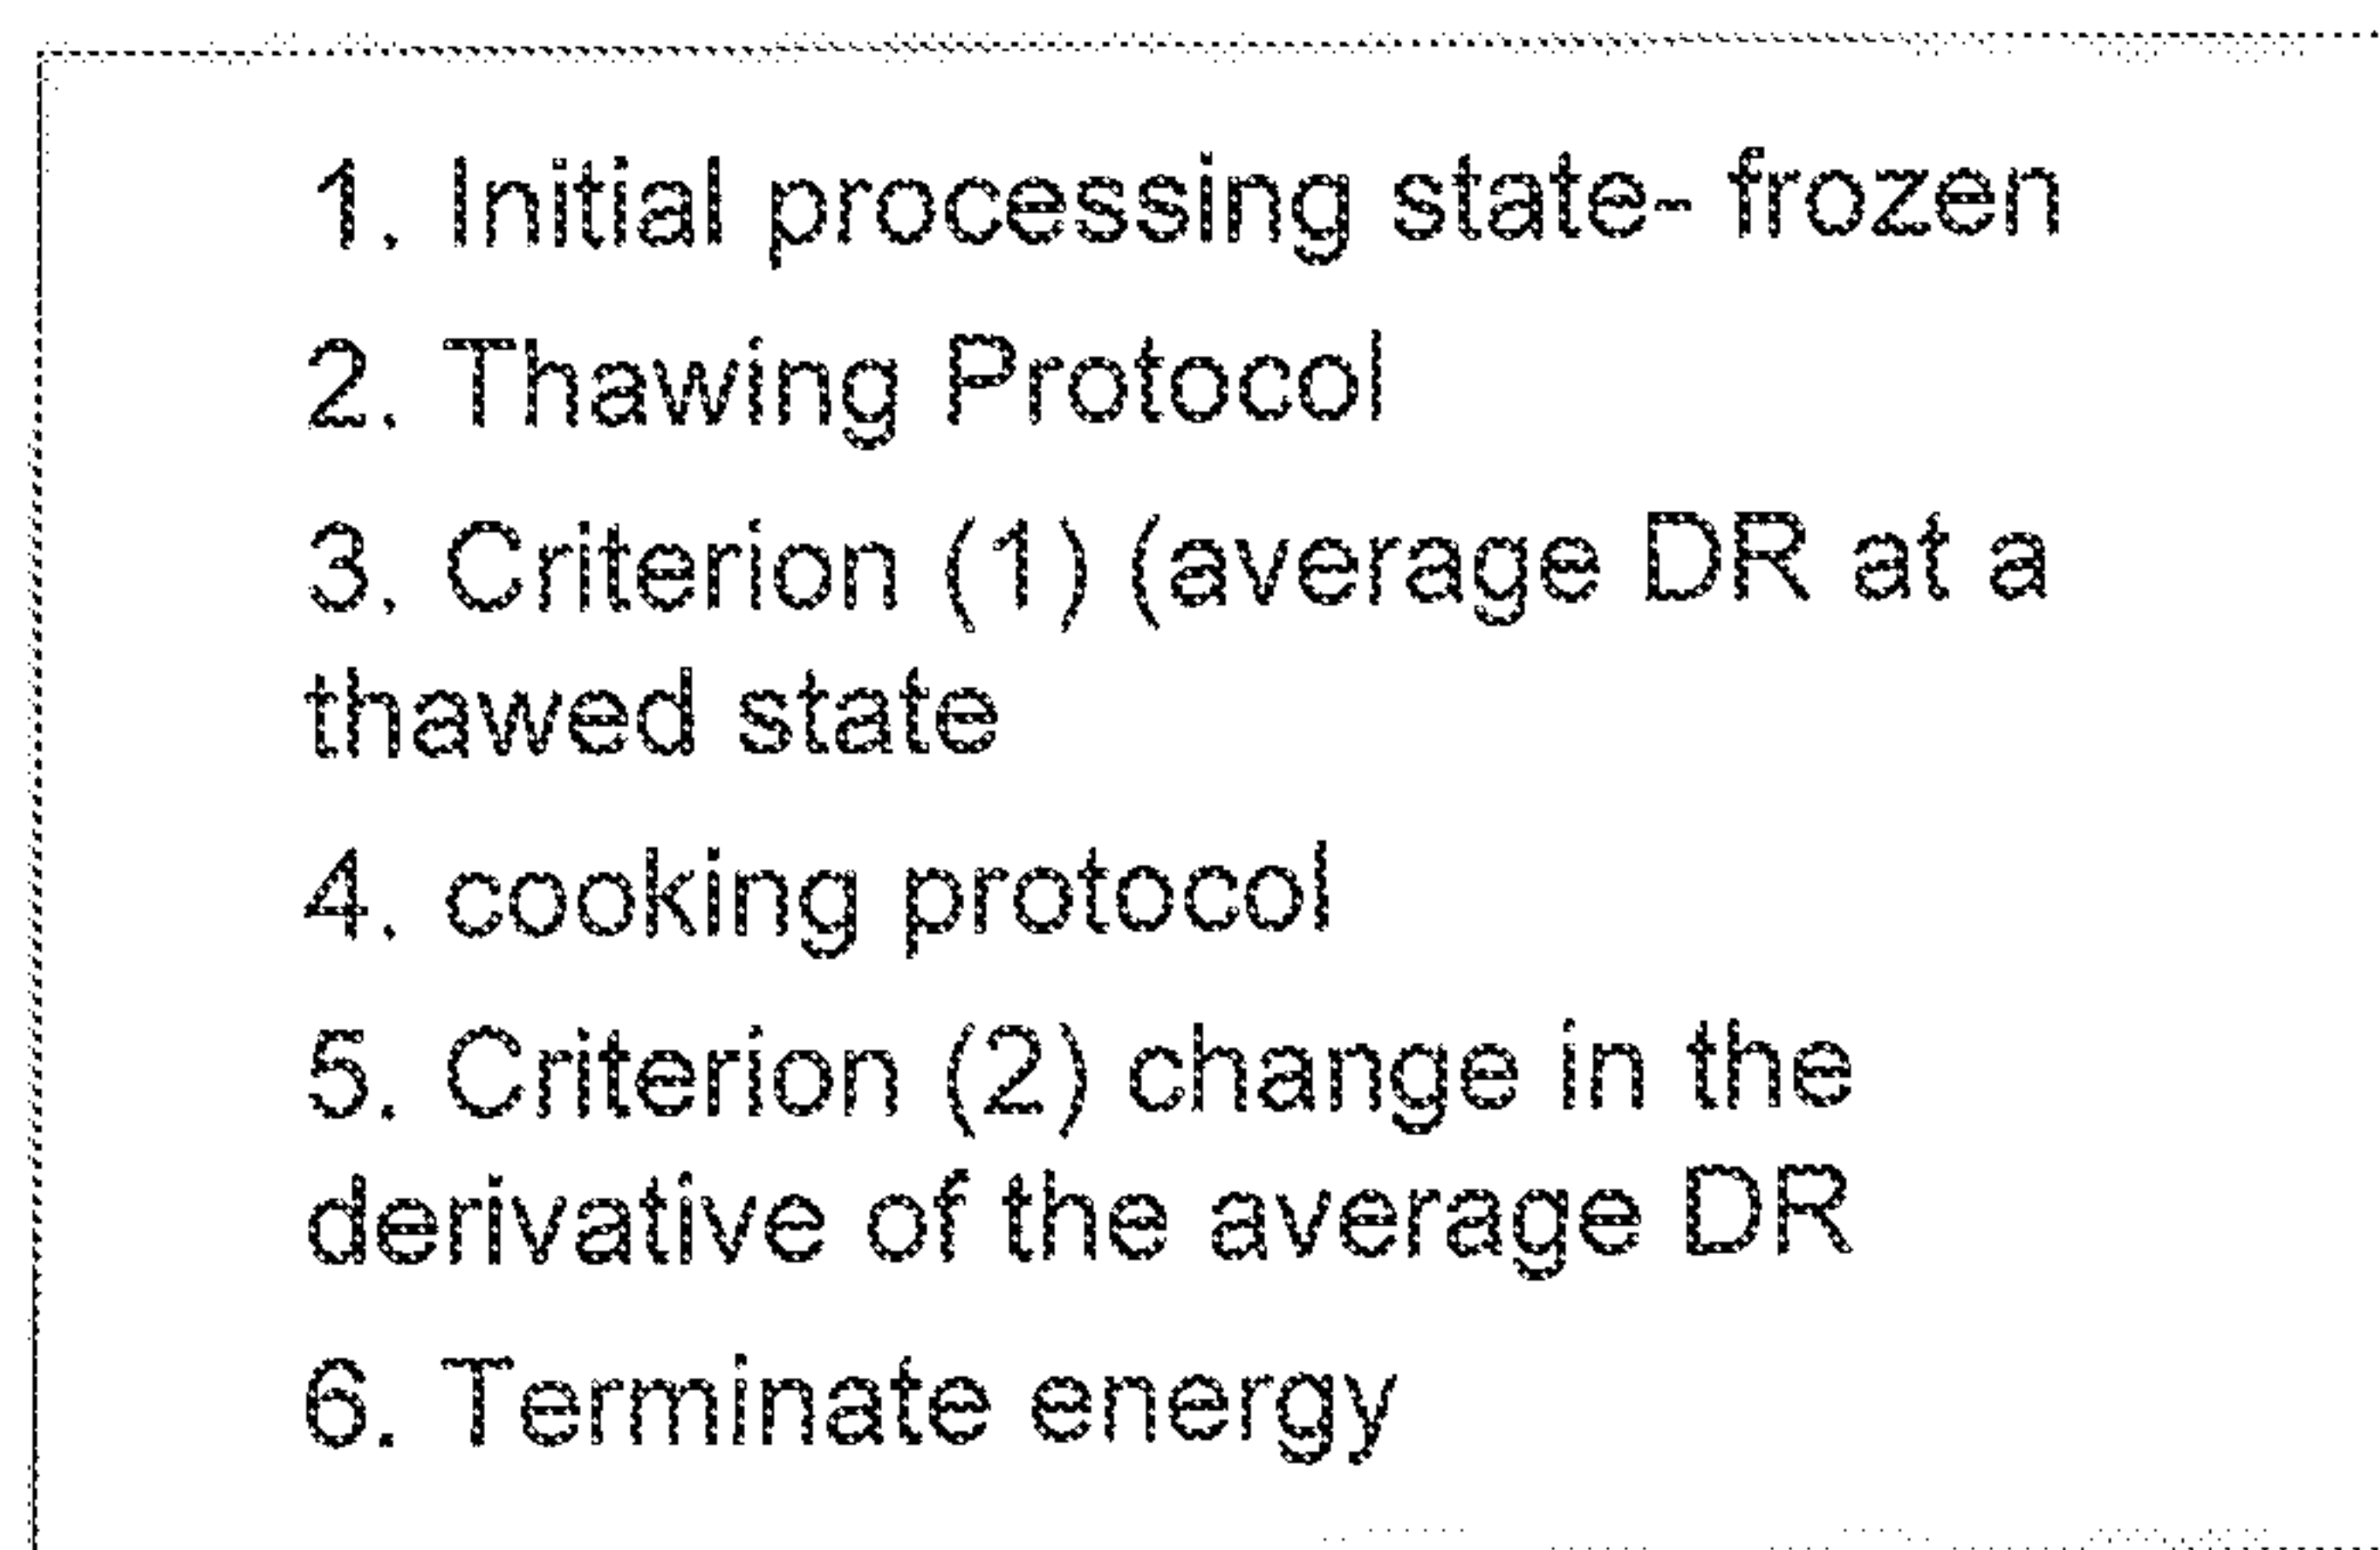 1. Initial processing state- frozen
2. Thawing Protocol
3. Criterion (1) (average DR at a
thawed state
4. cooking protocol
5. Criterion (2) change in the
derivative of the average DR
6. Terminate energy